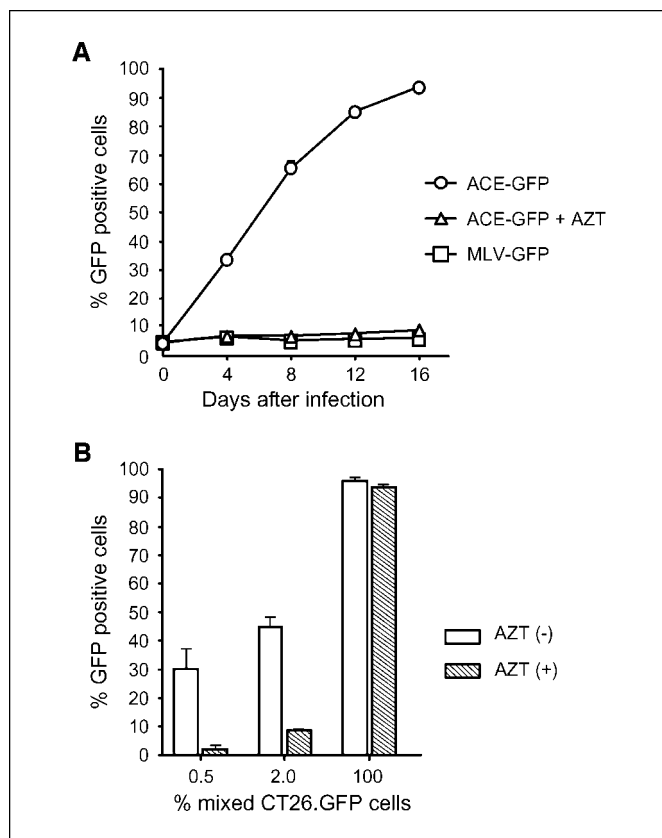 A
100
90
80
70
60
50
40
30
20
10
0
% GFP positive cells
0 4 8 12 16
Days after infection
ACE-GFP
ACE-GFP + AZT
MLV-GFP
B
100
90
80
70
60
50
40
30
20
10
0
% GFP positive cells
0.5 2.0 100
% mixed CT26.GFP cells
AZT (-)
AZT (+)